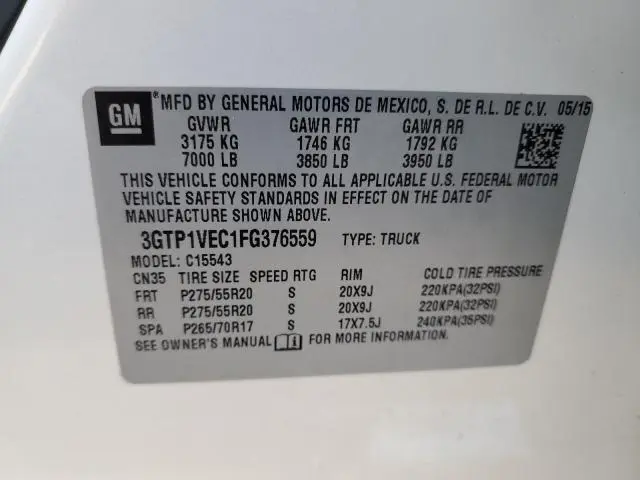 GM
®MFD BY GENERAL MOTORS DE MEXICO, S. DE R.L. DE C.V. 05/15
GVWR GAWR FRT GAWR RR
3175 KG 1746 KG 1792 KG
7000 LB 3850 LB 3950 LB
THIS VEHICLE CONFORMS TO ALL APPLICABLE U.S. FEDERAL MOTOR
VEHICLE SAFETY STANDARDS IN EFFECT ON THE DATE OF
MANUFACTURE SHOWN ABOVE.
3GTP1VEC1FG376559 TYPE: TRUCK
MODEL: C15543
CN35 TIRE SIZE SPEED RTG RIM COLD TIRE PRESSURE
FRT P275/55R20 S 20X9J 220KPA(32PSI)
RR P275/55R20 S 20X9J 220KPA(32PSI)
SPA P265/70R17 S 17X7.5J 240KPA(35PSI)
SEE OWNER'S MANUAL FOR MORE INFORMATION.